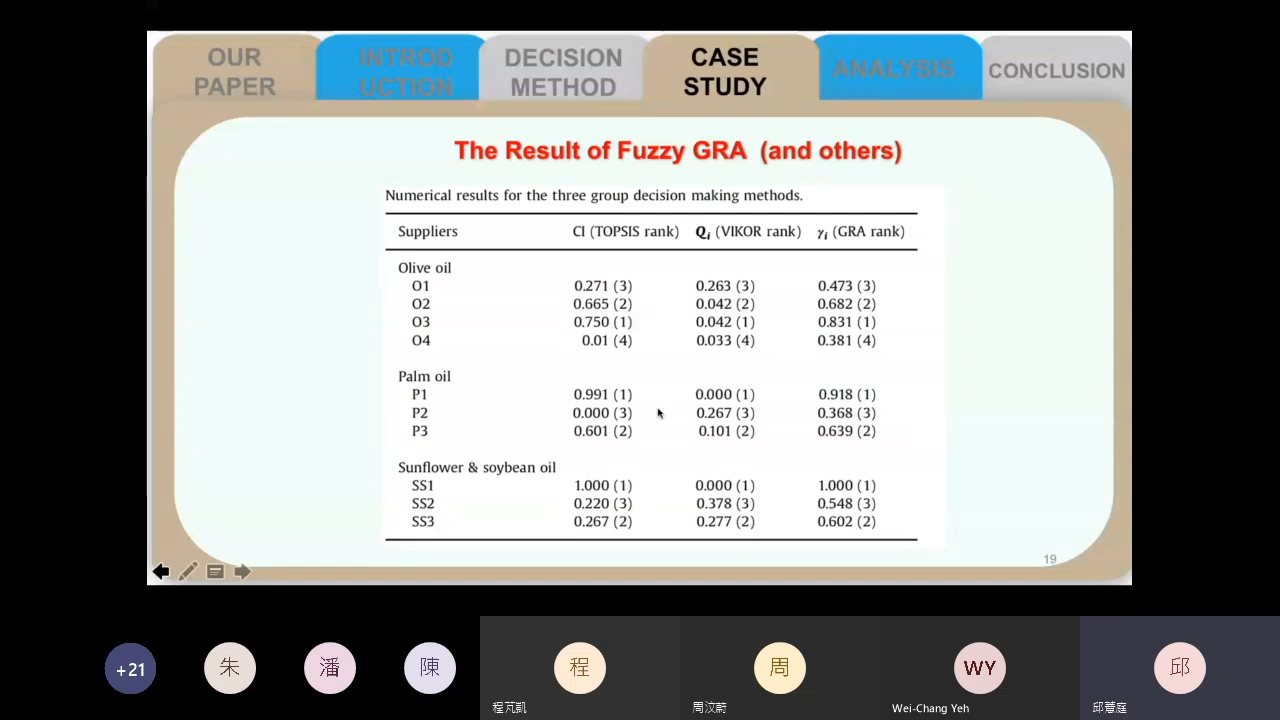 OUR
PAPER
INTROD
UCTION
DECISION
METHOD
CASE
STUDY
ANALYSIS
CONCLUSION
The Result of Fuzzy GRA (and others)
Numerical results for the three group decision making methods.
Suppliers CI (TOPSIS rank) Qi (VIKOR rank) γi (GRA rank)
Olive oil
O1 0.271 (3) 0.263 (3) 0.473 (3)
O2 0.665 (2) 0.042 (2) 0.682 (2)
O3 0.750 (1) 0.042 (1) 0.831 (1)
O4 0.01 (4) 0.033 (4) 0.381 (4)
Palm oil
P1 0.991 (1) 0.000 (1) 0.918 (1)
P2 0.000 (3) 0.267 (3) 0.368 (3)
P3 0.601 (2) 0.101 (2) 0.639 (2)
Sunflower & soybean oil
SS1 1.000 (1) 0.000 (1) 1.000 (1)
SS2 0.220 (3) 0.378 (3) 0.548 (3)
SS3 0.267 (2) 0.277 (2) 0.602 (2)
19
+21 朱 潘 陳 程 周 WY 邱
程芃凱 周汶蔚 Wei-Chang Yeh 邱薏庭